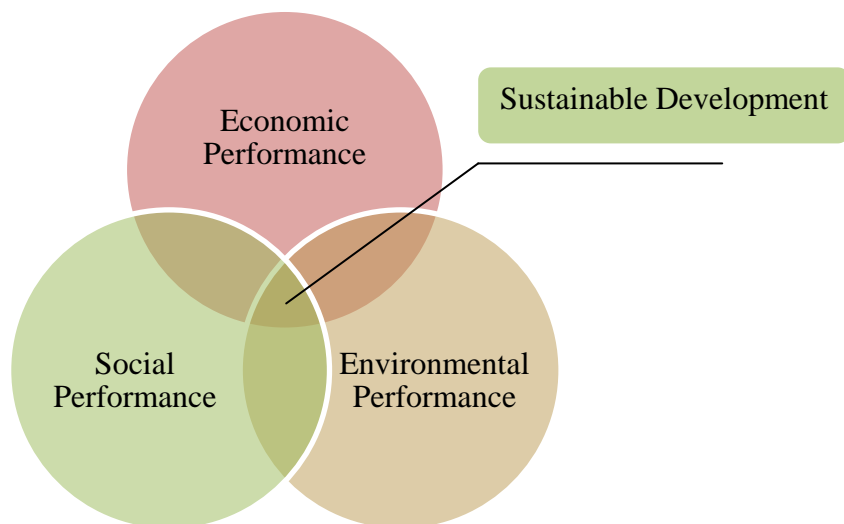 Sustainable Development
Economic
Performance
Social
Performance
Environmental
Performance